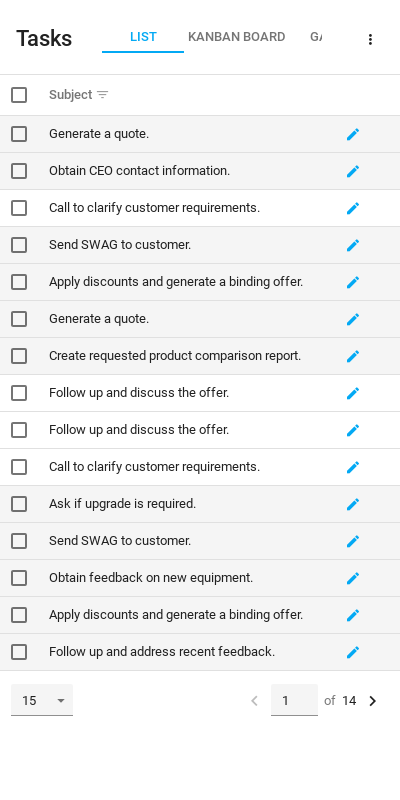 Tasks LIST KANBAN BOARD
Subject
Generate a quote.
Obtain CEO contact information.
Call to clarify customer requirements.
Send SWAG to customer.
Apply discounts and generate a binding offer.
Generate a quote.
Create requested product comparison report.
Follow up and discuss the offer.
Follow up and discuss the offer.
Call to clarify customer requirements.
Ask if upgrade is required.
Send SWAG to customer.
Obtain feedback on new equipment.
Apply discounts and generate a binding offer.
Follow up and address recent feedback.
15 1 of 14